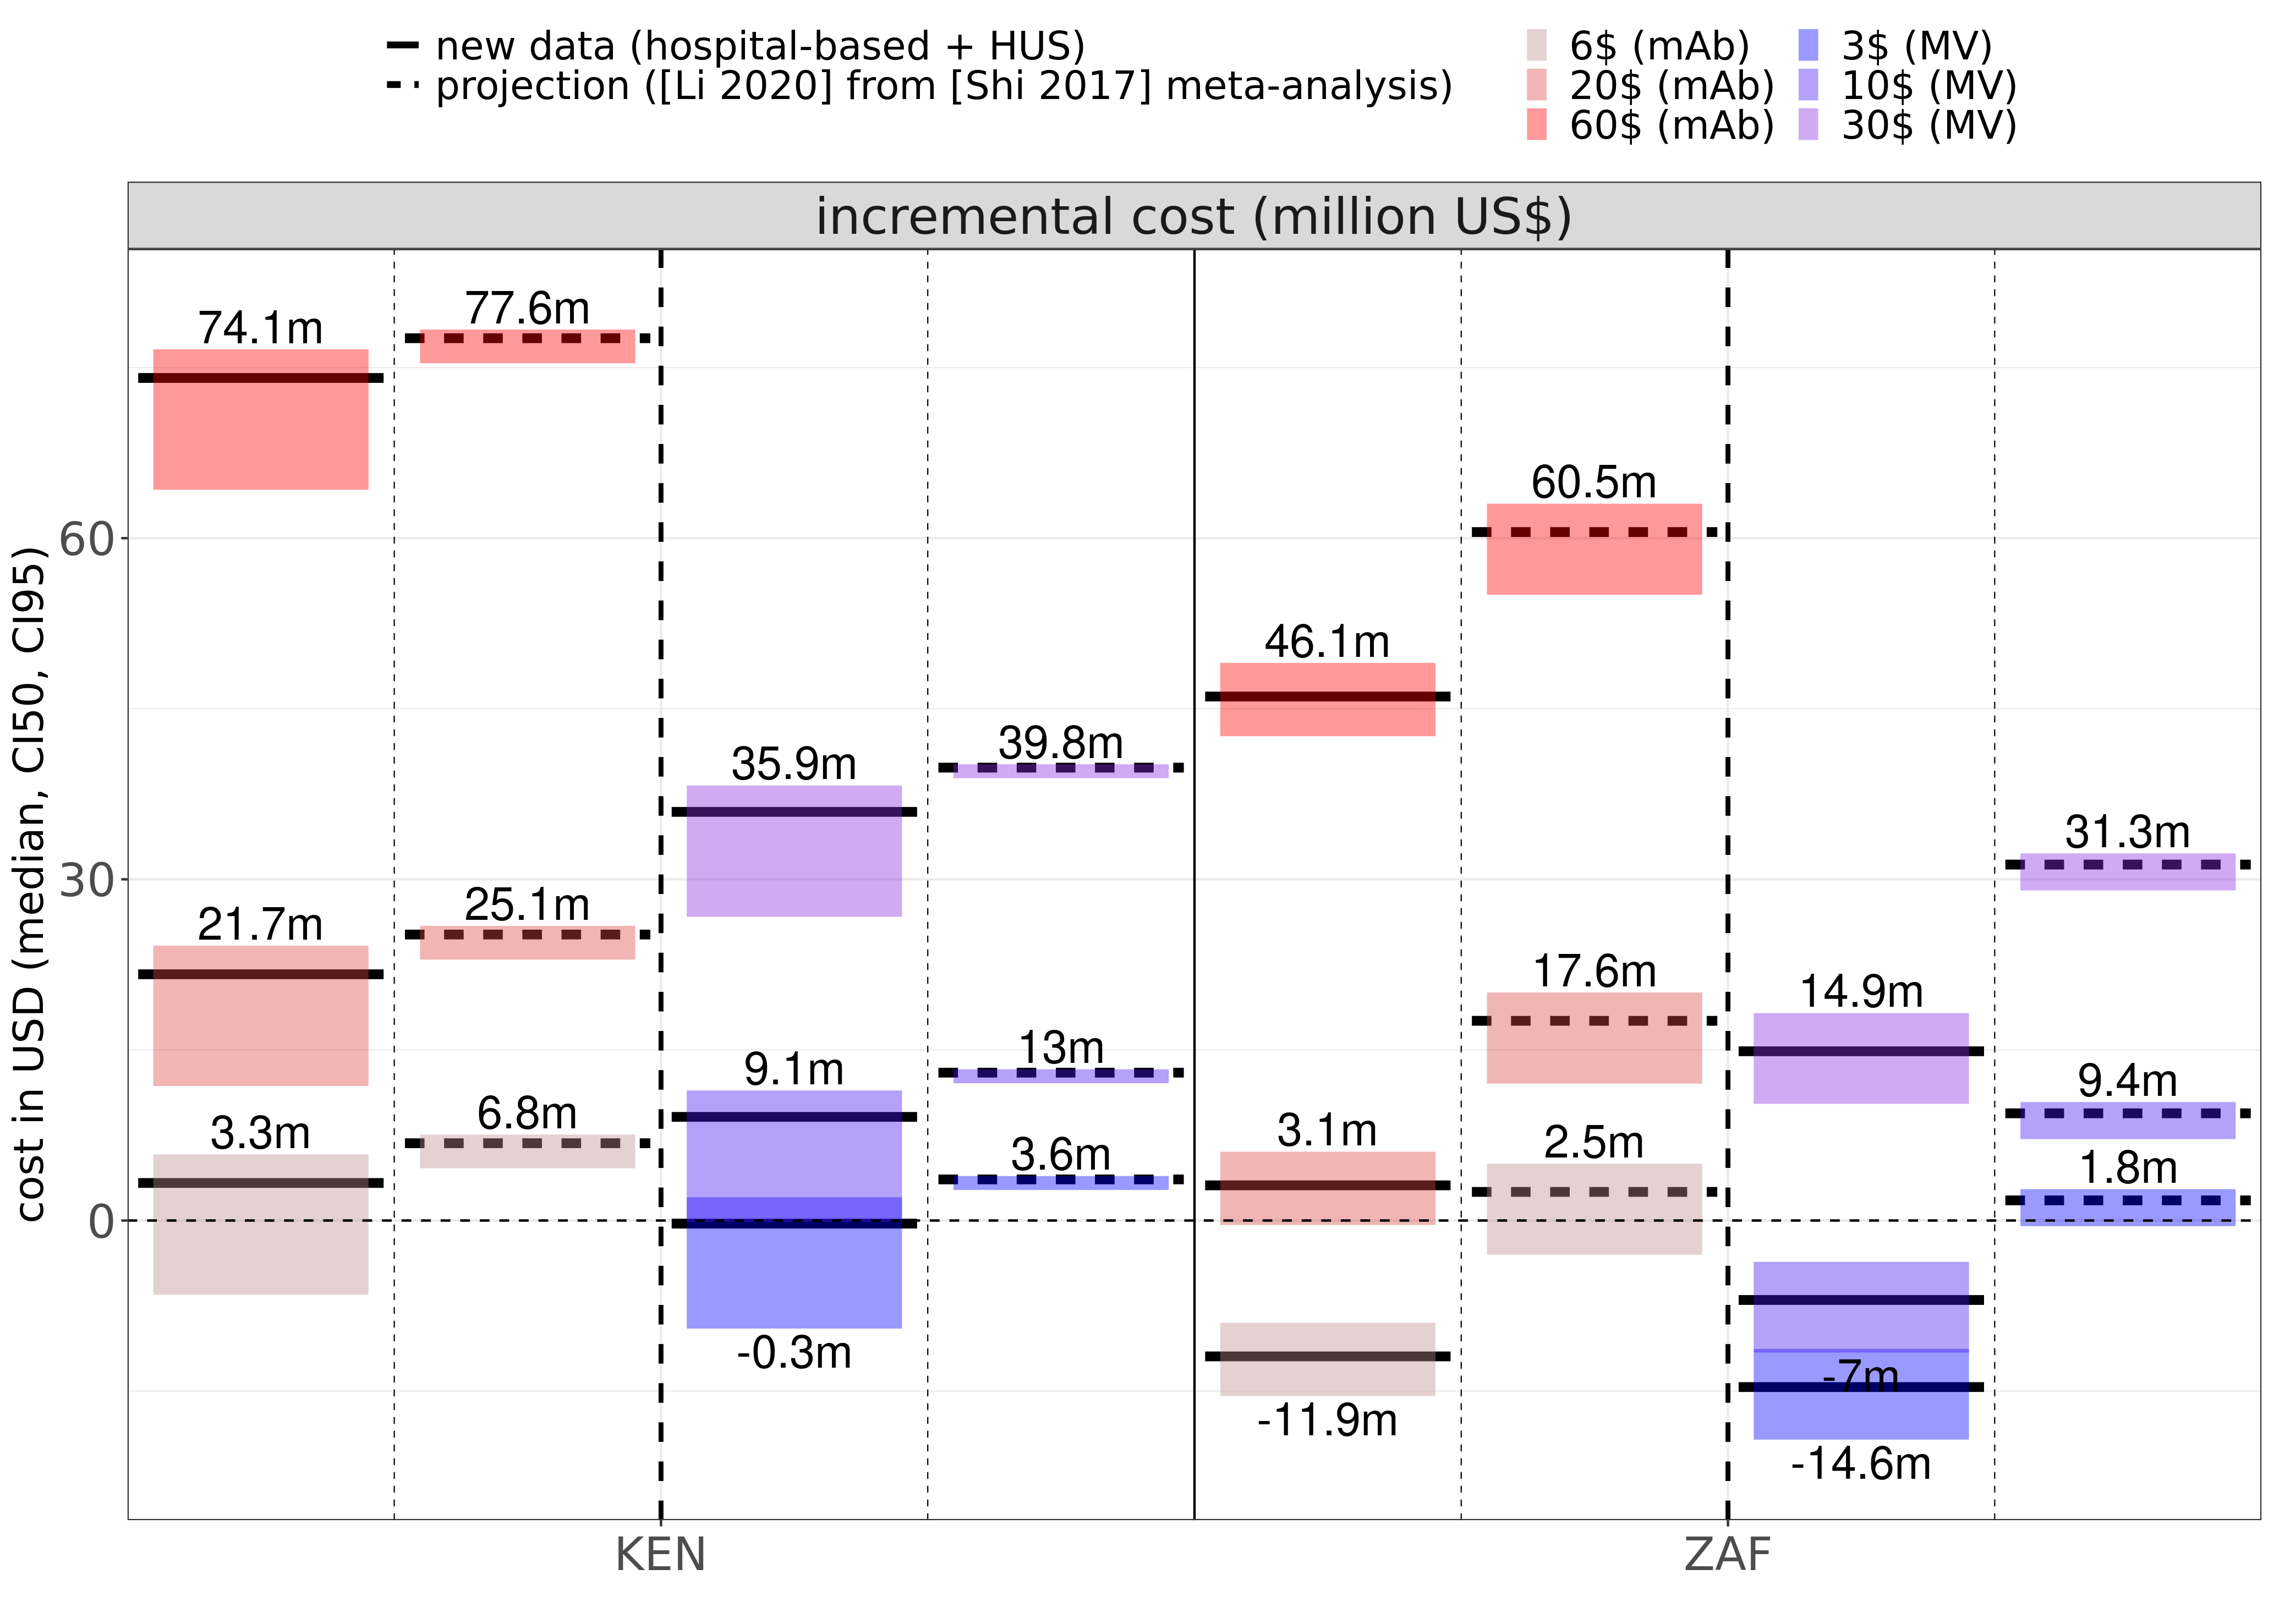 new data (hospital-based + HUS)
projection ([Li 2020] from [Shi 2017] meta-analysis)
6$ (mAb)
20$ (mAb)
60$ (mAb)
3$ (MV)
10$ (MV)
30$ (MV)
incremental cost (million US$)
cost in USD (median, CI50, CI95)
60
30
0
74.1m
77.6m
21.7m
25.1m
3.3m
6.8m
35.9m
39.8m
9.1m
13m
3.6m
-0.3m
46.1m
60.5m
3.1m
17.6m
2.5m
-11.9m
14.9m
31.3m
9.4m
1.8m
-7m
-14.6m
KEN
ZAF